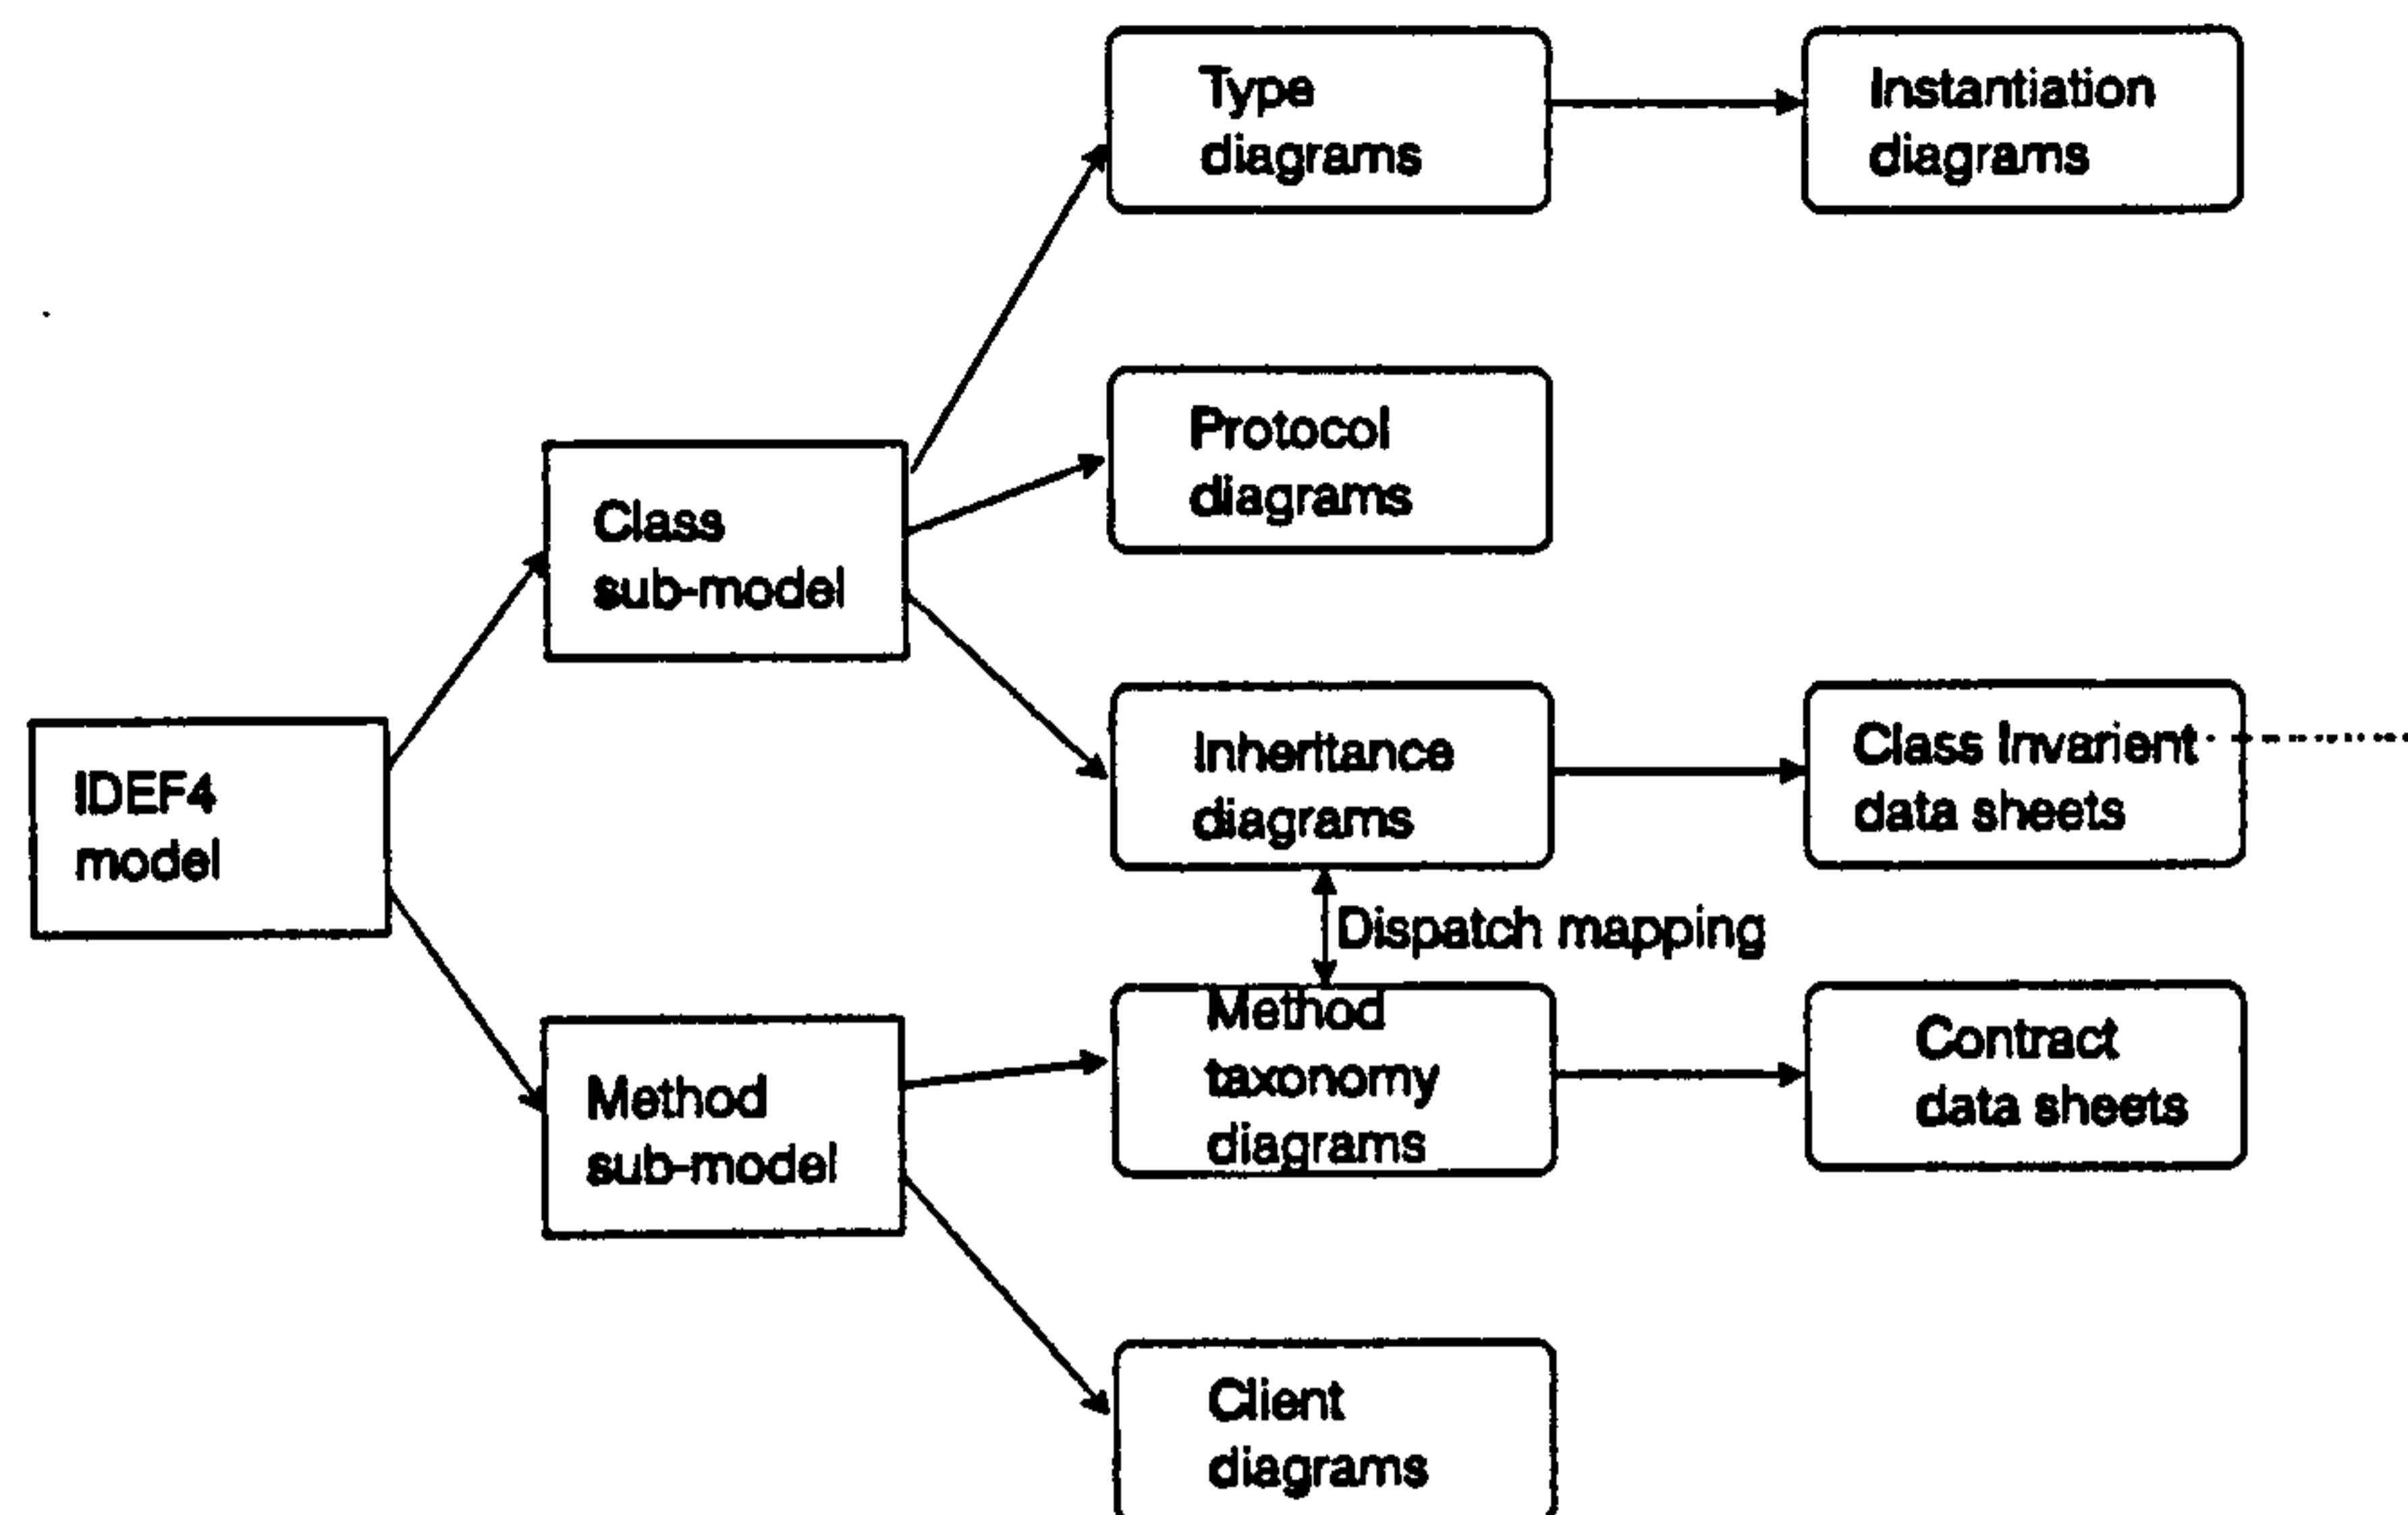 Type
diagrams
Instantiation
diagrams
Protocol
diagrams
Class
sub-model
Inheritance
diagrams
Class Invarient
data sheets
IDEF4
model
Dispatch mapping
Method
taxonomy
diagrams
Contract
data sheets
Method
sub-model
Client
diagrams